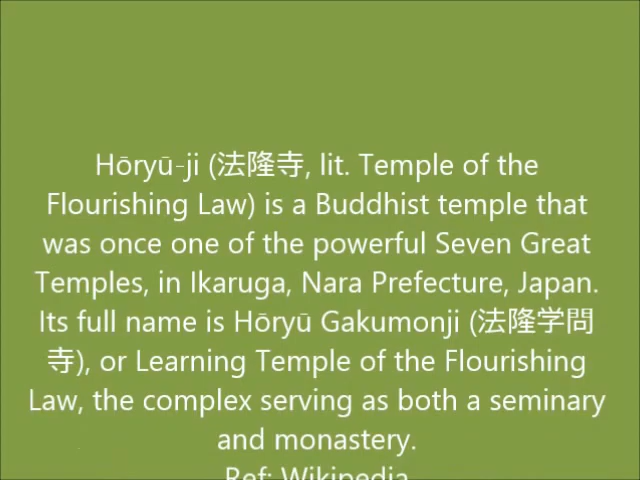 Hōryū-ji (法隆寺, lit. Temple of the
Flourishing Law) is a Buddhist temple that
was once one of the powerful Seven Great
Temples, in Ikaruga, Nara Prefecture, Japan.
Its full name is Hōryū Gakumonji (法隆学問
寺), or Learning Temple of the Flourishing
Law, the complex serving as both a seminary
and monastery.
Ref: Wikipedia